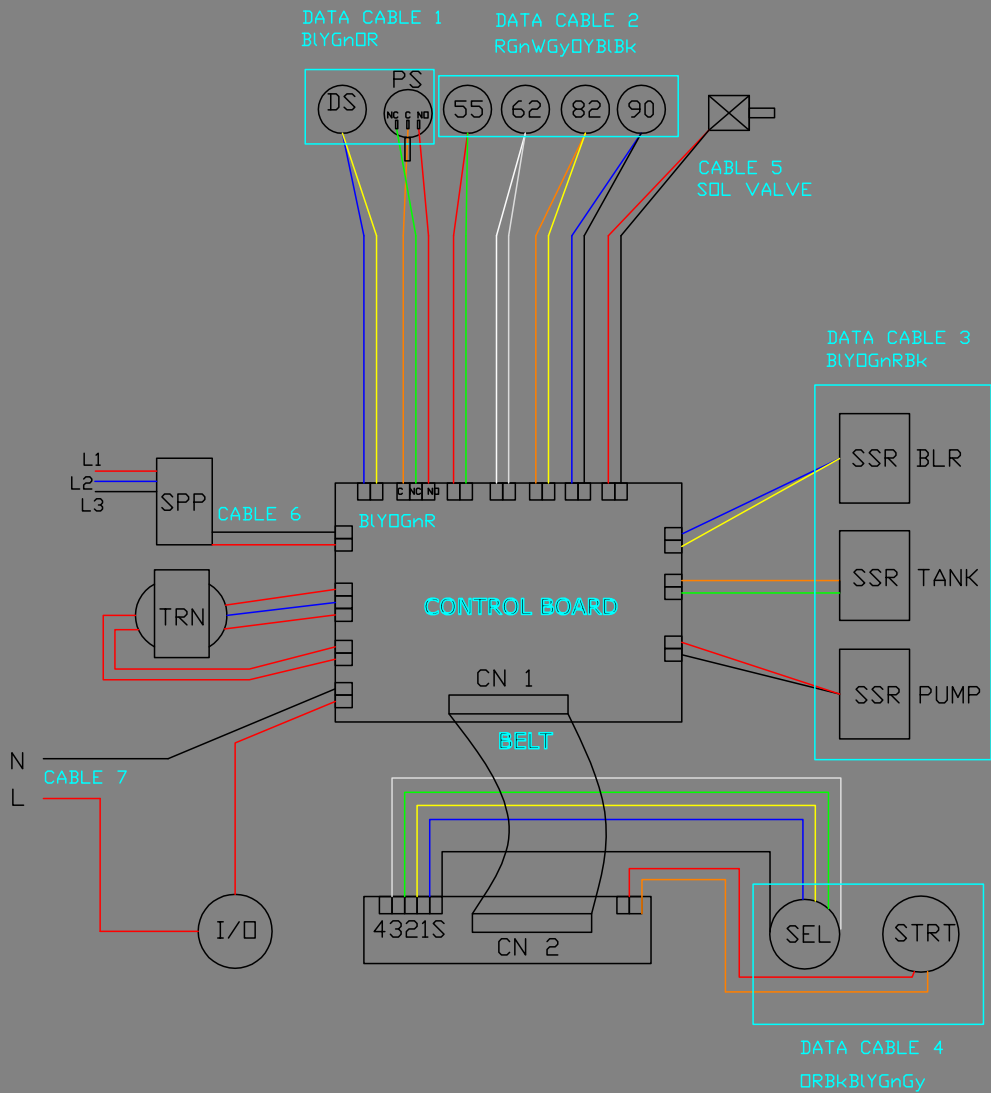 DATA CABLE 1
BlYGnOR
DATA CABLE 2
RGnWGyOYBlBk
DS
PS
NC C NO
55
62
82
90
CABLE 5
SOL VALVE
DATA CABLE 3
BlYOGnRBk
SSR BLR
SSR TANK
SSR PUMP
L1
L2
L3
SPP
CABLE 6
C NC NO
BlYOGnR
TRN
CONTROL BOARD
CN 1
BELT
N
CABLE 7
L
I/O
4321S
CN 2
SEL
STRT
DATA CABLE 4
ORBkBlYGnGy